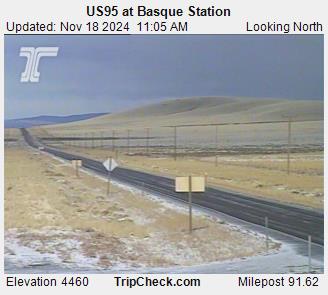 US95 at Basque Station
Updated: Nov 18 2024 11:05 AM Looking North
Elevation 4460 TripCheck.com Milepost 91.62